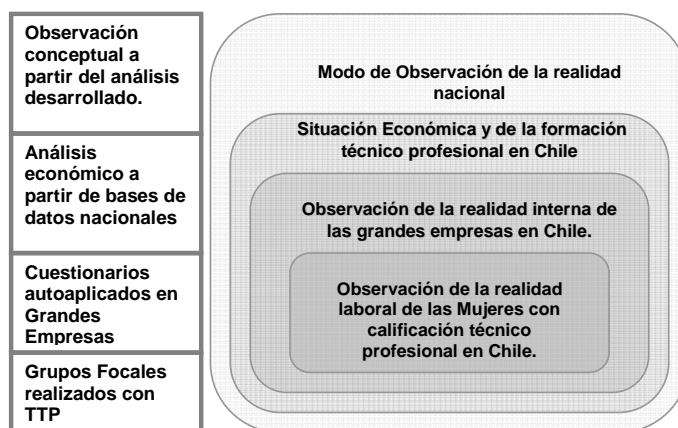 Observación
conceptual a
partir del análisis
desarrollado.
Análisis
económico a
partir de bases de
datos nacionales
Cuestionarios
autoaplicados en
Grandes
Empresas
Grupos Focales
realizados con
TTP
Modo de Observación de la realidad
nacional
Situación Económica y de la formación
técnico profesional en Chile
Observación de la realidad interna de
las grandes empresas en Chile.
Observación de la realidad
laboral de las Mujeres con
calificación técnico
profesional en Chile.